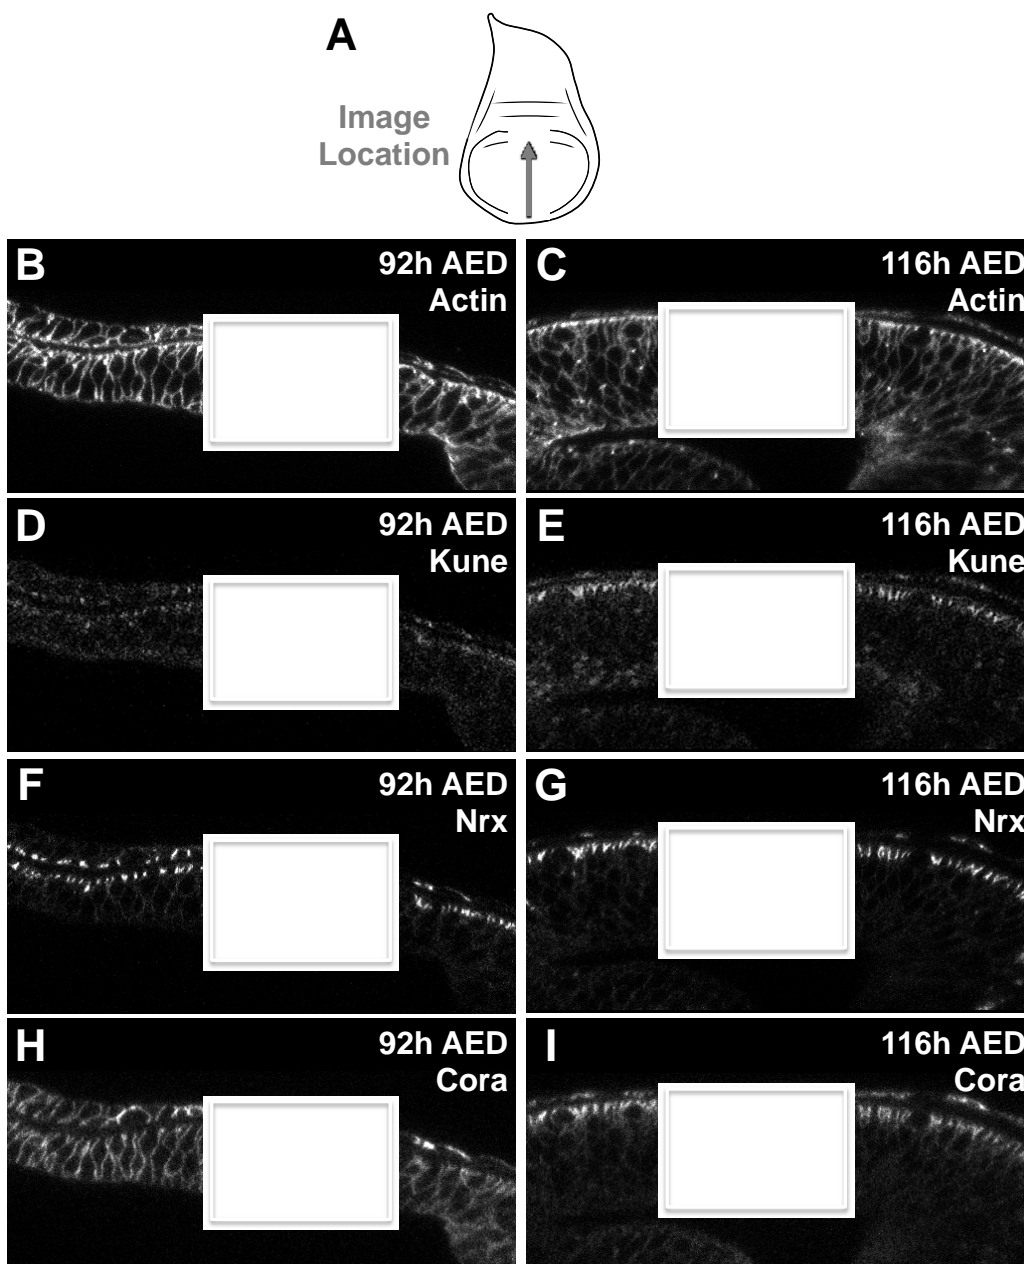 A
Image
Location
B
92h AED
Actin
C
116h AED
Actin
D
92h AED
Kune
E
116h AED
Kune
F
92h AED
Nrx
G
116h AED
Nrx
H
92h AED
Cora
I
116h AED
Cora